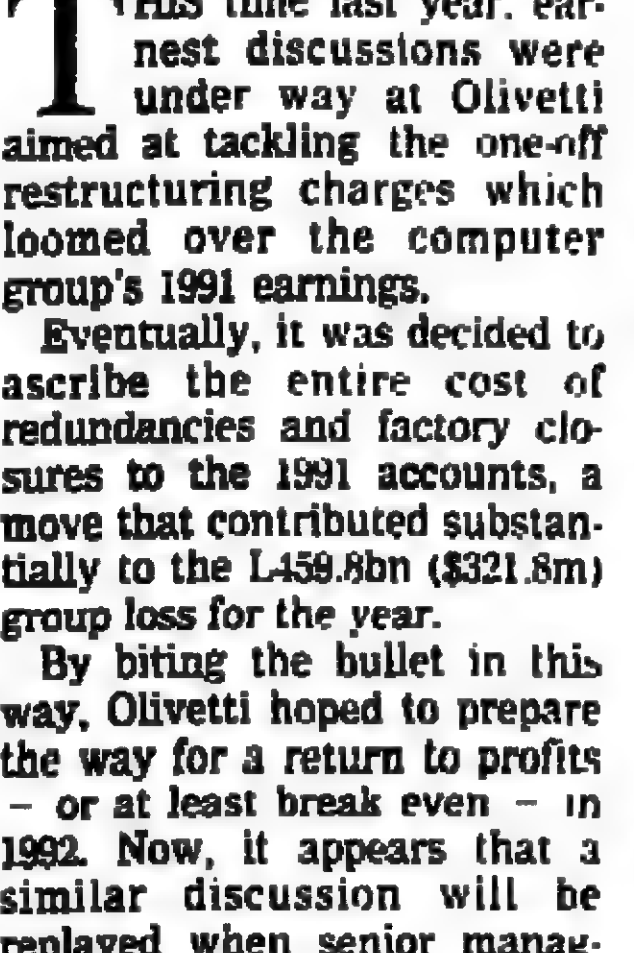 THIS time last year, ear-
nest discussions were
under way at Olivetti
aimed at tackling the one-off
restructuring charges which
loomed over the computer
group's 1991 earnings.
Eventually, it was decided to
ascribe the entire cost of
redundancies and factory clo-
sures to the 1991 accounts, a
move that contributed substan-
tially to the L459.8bn ($321.8m)
group loss for the year.
By biting the bullet in this
way, Olivetti hoped to prepare
the way for a return to profits
– or at least break even – in
1992. Now, it appears that a
similar discussion will be
replayed when senior manag-